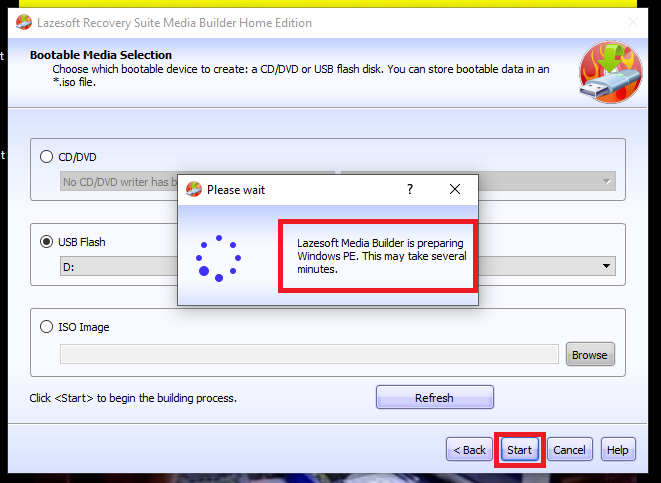 Lazesoft Recovery Suite Media Builder Home Edition
Bootable Media Selection
Choose which bootable device to create: a CD/DVD or USB flash disk. You can store bootable data in an
*.iso file.
CD/DVD
No CD/DVD writer has b
Please wait
?
USB Flash
D:
Lazesoft Media Builder is preparing
Windows PE. This may take several
minutes.
ISO Image
Browse
Click <Start> to begin the building process.
Refresh
< Back
Start
Cancel
Help